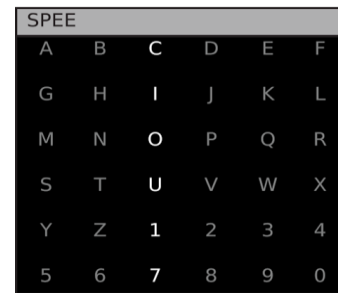 SPEE
A B C D E F
G H I J K L
M N O P Q R
S T U V W X
Y Z 1 2 3 4
5 6 7 8 9 0